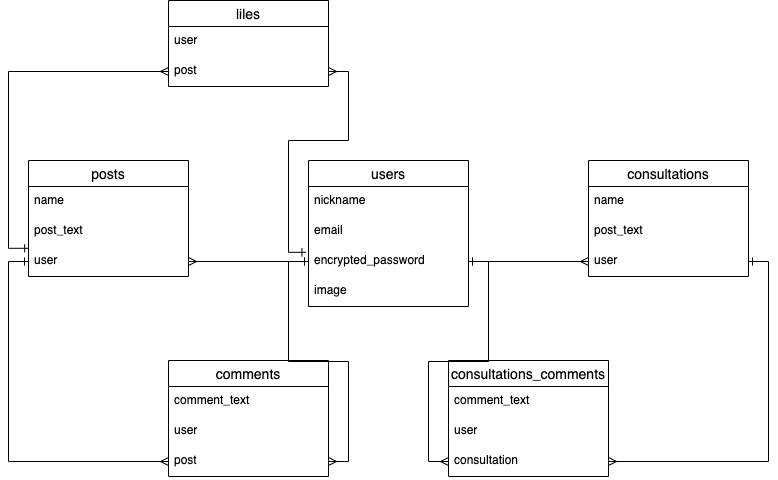 liles
user
post
posts
name
post_text
user
users
nickname
email
encrypted_password
image
consultations
name
post_text
user
comments
comment_text
user
post
consultations_comments
comment_text
user
consultation